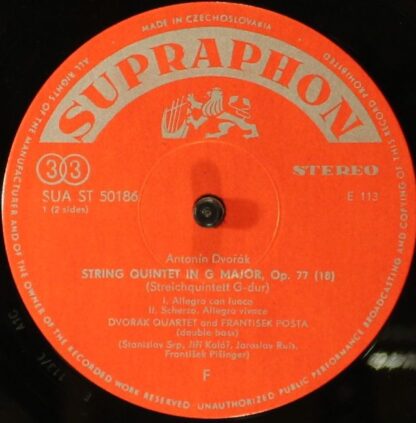 MADE IN CZECHOSLOVAKIA
ALL RIGHTS OF THE MANUFACTURER AND OF THE OWNER OF THE RECORDED WORK RESERVED · UNAUTHORIZED PUBLIC PERFORMANCE BROADCASTING AND COPYING OF THIS RECORD PROHIBITED
SUPRAPHON
33
STEREO
SUA ST 50186
1 (2 sides)
E 113
Antonín Dvořák
STRING QUINTET IN G MAJOR, Op. 77 (18)
(Streichquintett G-dur)
I. Allegro con fuoco
II. Scherzo. Allegro vivace
DVOŘÁK QUARTET and FRANTIŠEK POŠTA
(double-bass)
(Stanislav Srp, Jiří Kolář, Jaroslav Ruis,
František Pišinger)
F